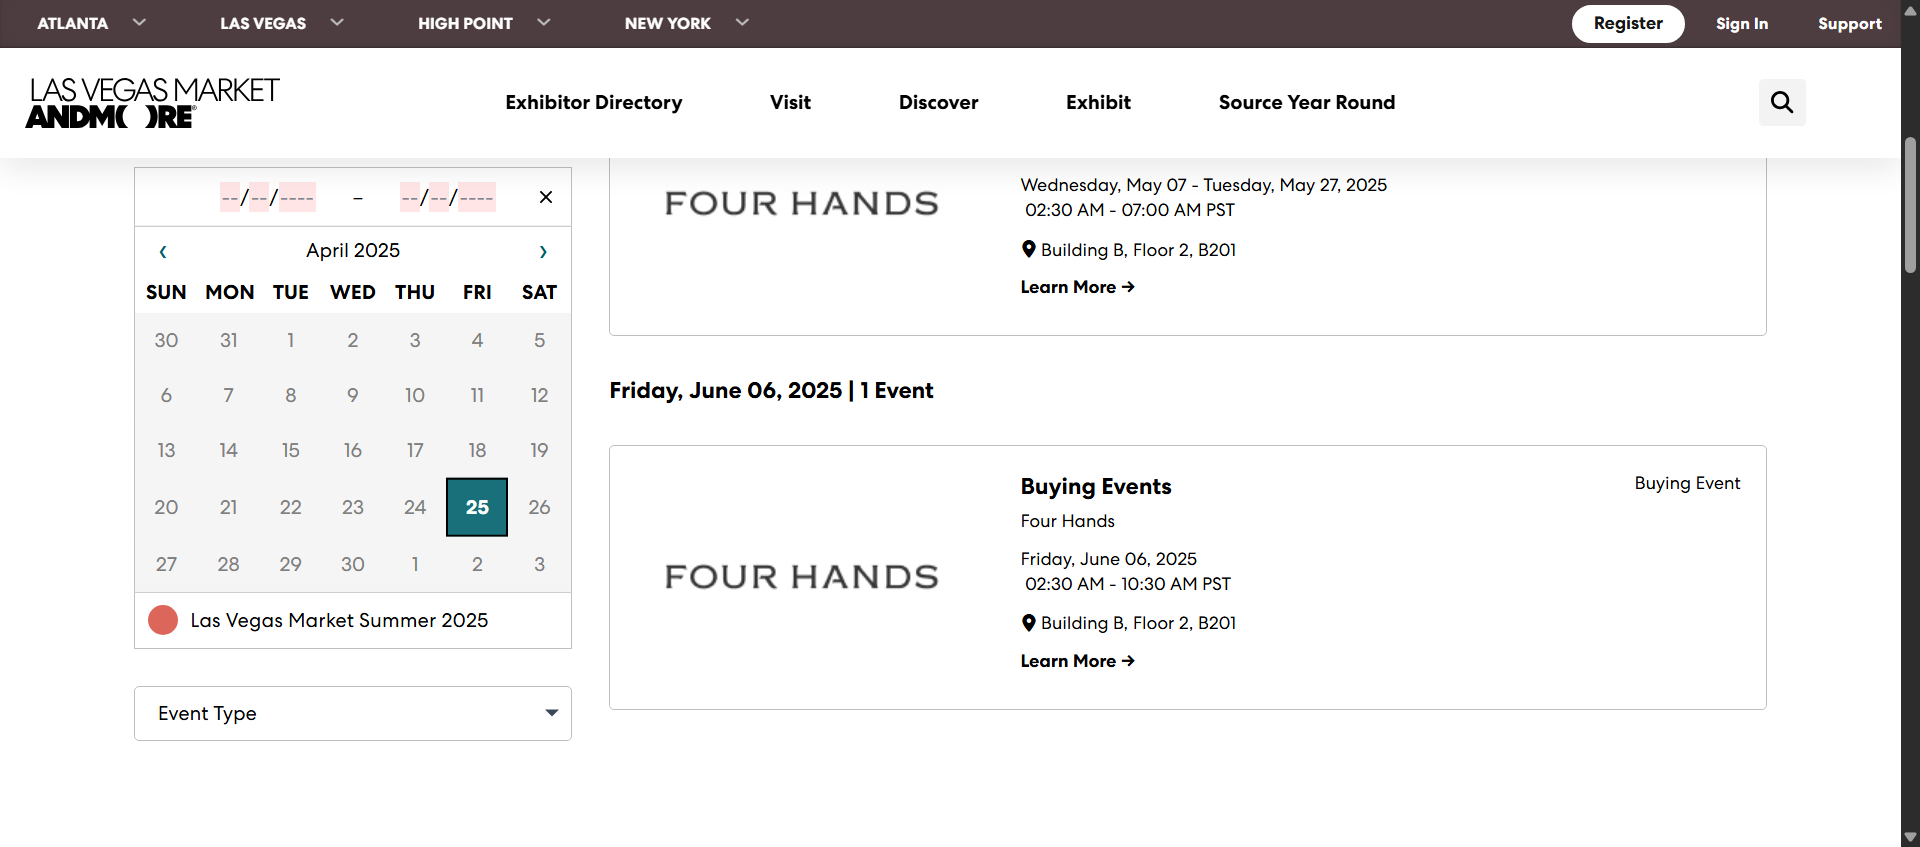 ATLANTA LAS VEGAS HIGH POINT NEW YORK Register Sign In Support
LAS VEGAS MARKET
ANDMORE®
Exhibitor Directory Visit Discover Exhibit Source Year Round
--/--/---- – --/--/---- ×
‹ April 2025 ›
SUN MON TUE WED THU FRI SAT
30 31 1 2 3 4 5
6 7 8 9 10 11 12
13 14 15 16 17 18 19
20 21 22 23 24 25 26
27 28 29 30 1 2 3
Las Vegas Market Summer 2025
Event Type
FOUR HANDS
Wednesday, May 07 - Tuesday, May 27, 2025
02:30 AM - 07:00 AM PST
Building B, Floor 2, B201
Learn More →
Friday, June 06, 2025 | 1 Event
FOUR HANDS
Buying Events
Buying Event
Four Hands
Friday, June 06, 2025
02:30 AM - 10:30 AM PST
Building B, Floor 2, B201
Learn More →